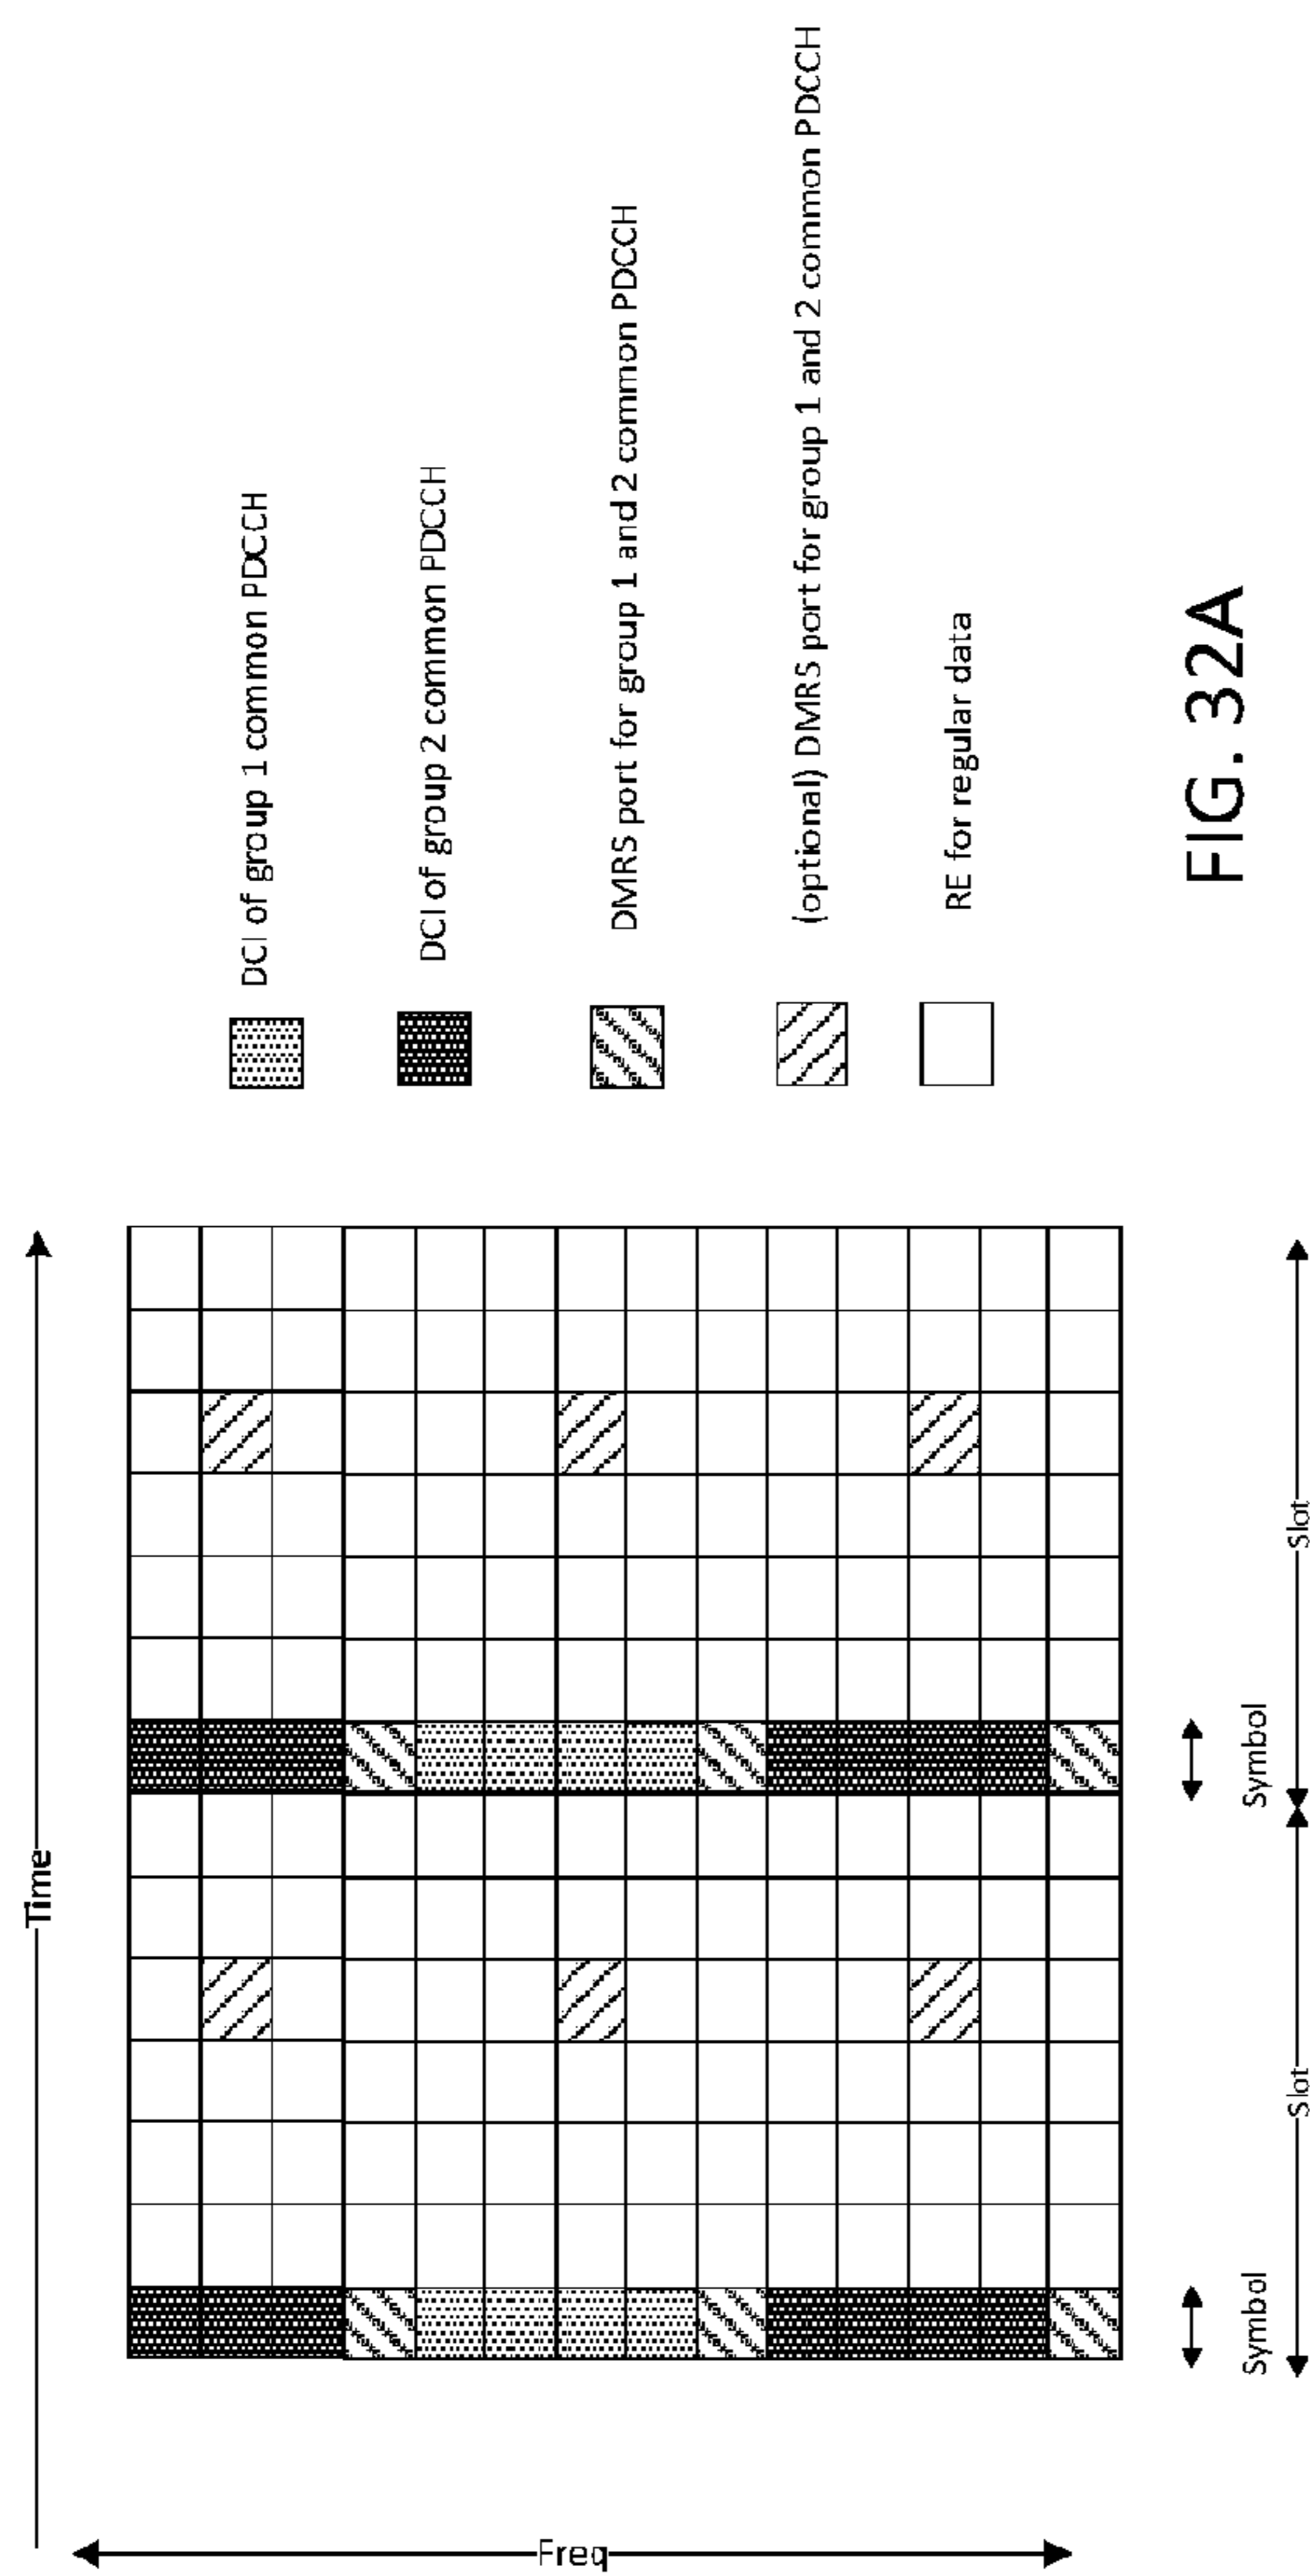 Time
Freq
Symbol
Symbol
Slot
Slot
DCI of group 1 common PDCCH
DCI of group 2 common PDCCH
DMRS port for group 1 and 2 common PDCCH
(optional) DMRS port for group 1 and 2 common PDCCH
RE for regular data
FIG. 32A